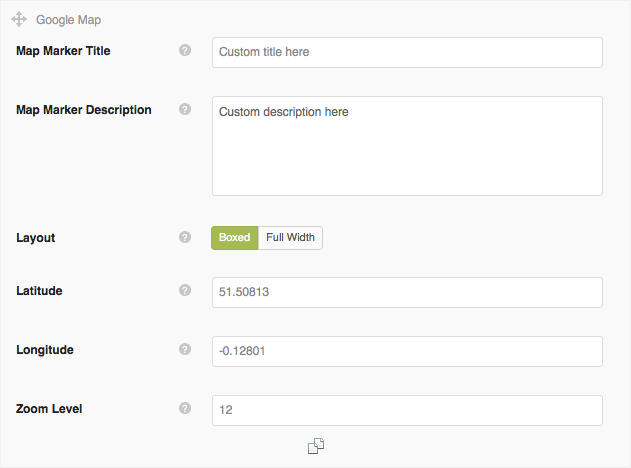 Google Map
Map Marker Title ? Custom title here
Map Marker Description ? Custom description here
Layout ? Boxed Full Width
Latitude ? 51.50813
Longitude ? -0.12801
Zoom Level ? 12